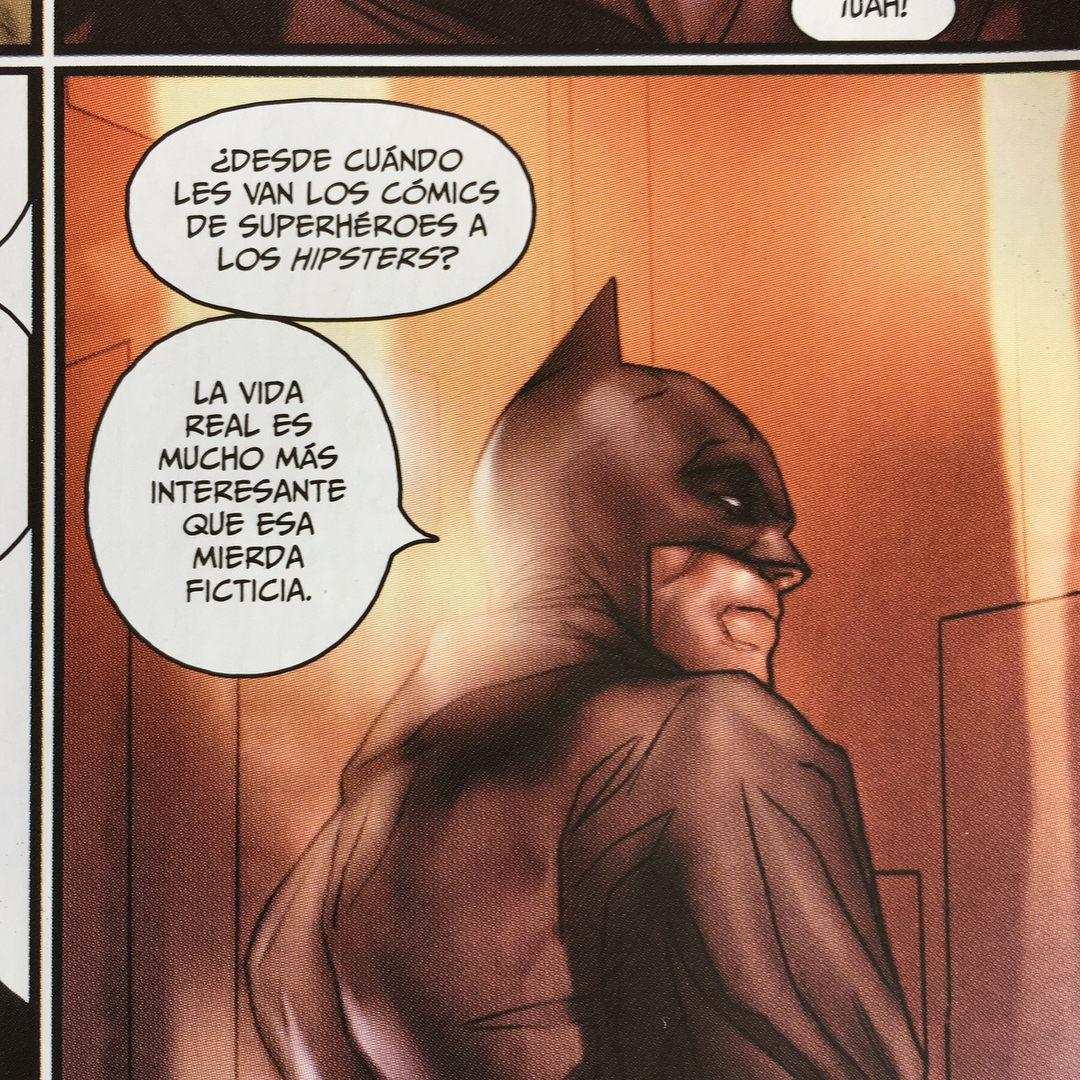 ¿DESDE CUÁNDO
LES VAN LOS CÓMICS
DE SUPERHÉROES A
LOS HIPSTERS?
LA VIDA
REAL ES
MUCHO MÁS
INTERESANTE
QUE ESA
MIERDA
FICTICIA.